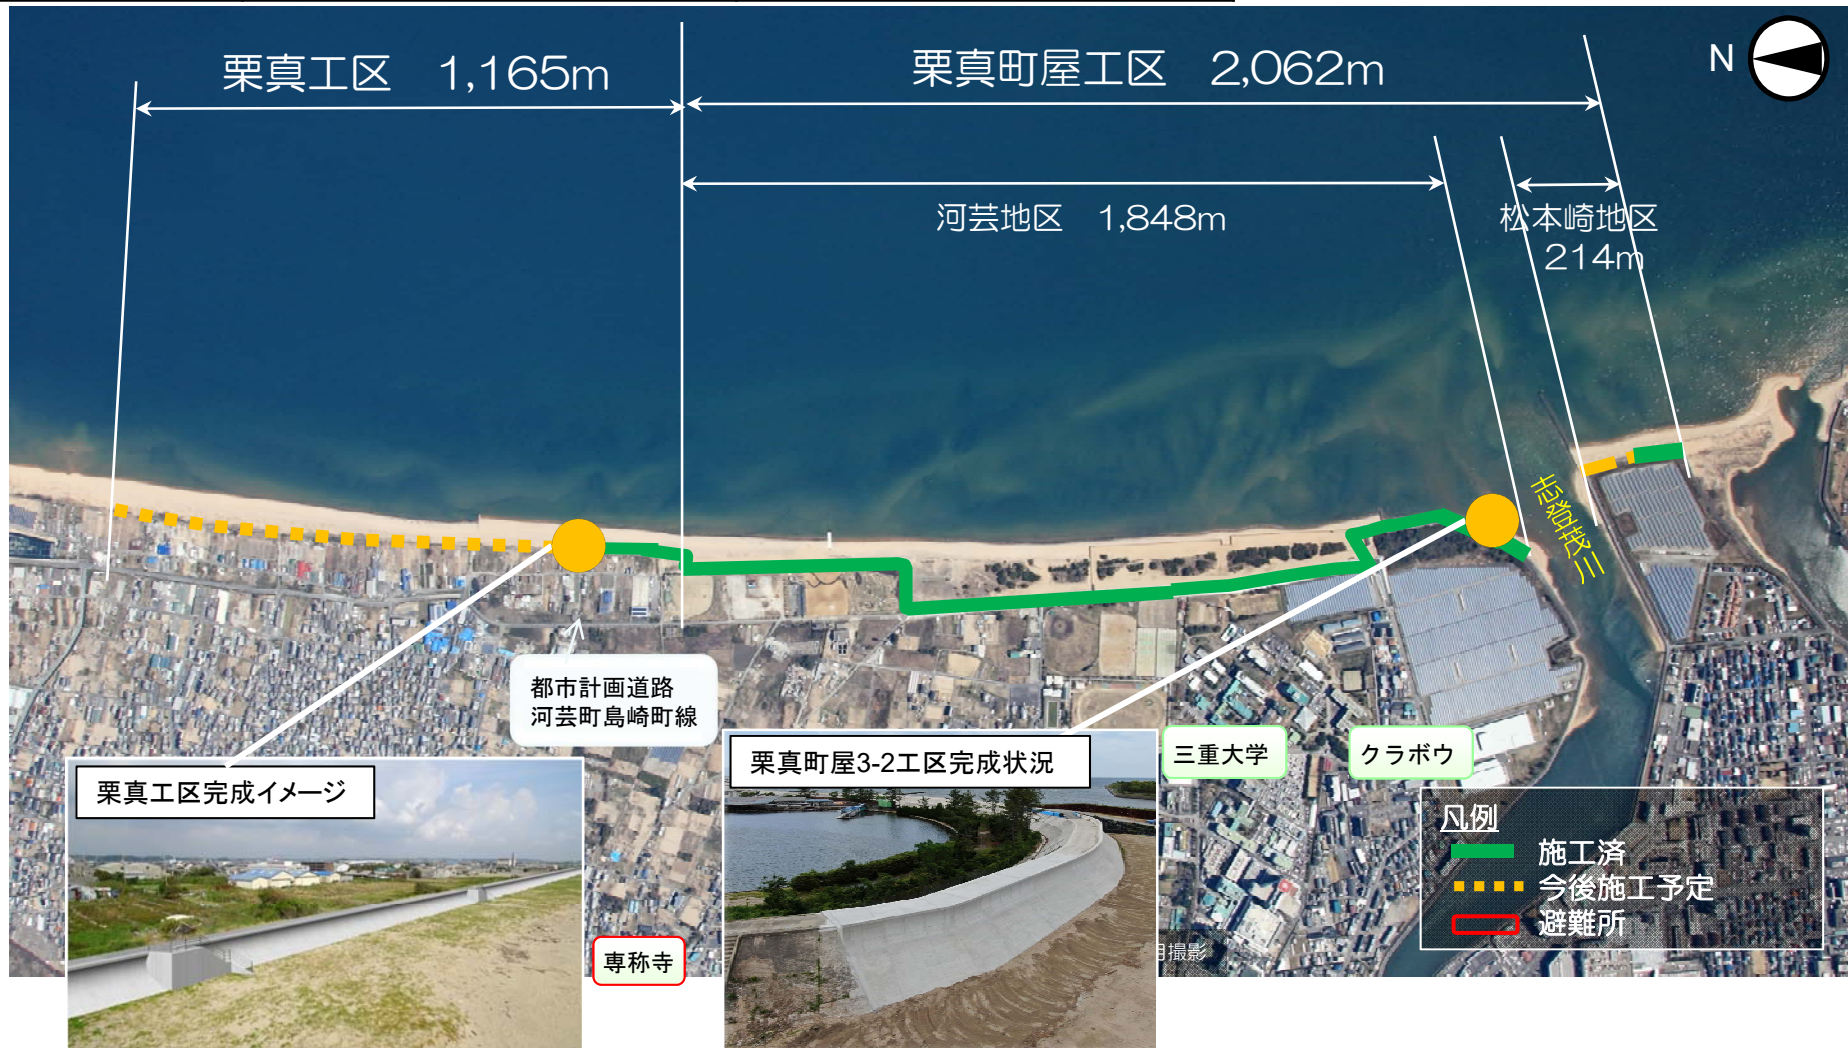 栗真工区 1,165m
栗真町屋工区 2,062m
N
河芸地区 1,848m
松本崎地区
214m
志登茂川
都市計画道路
河芸町島崎町線
栗真工区完成イメージ
栗真町屋3-2工区完成状況
三重大学
クラボウ
専称寺
月撮影
凡例
施工済
今後施工予定
避難所